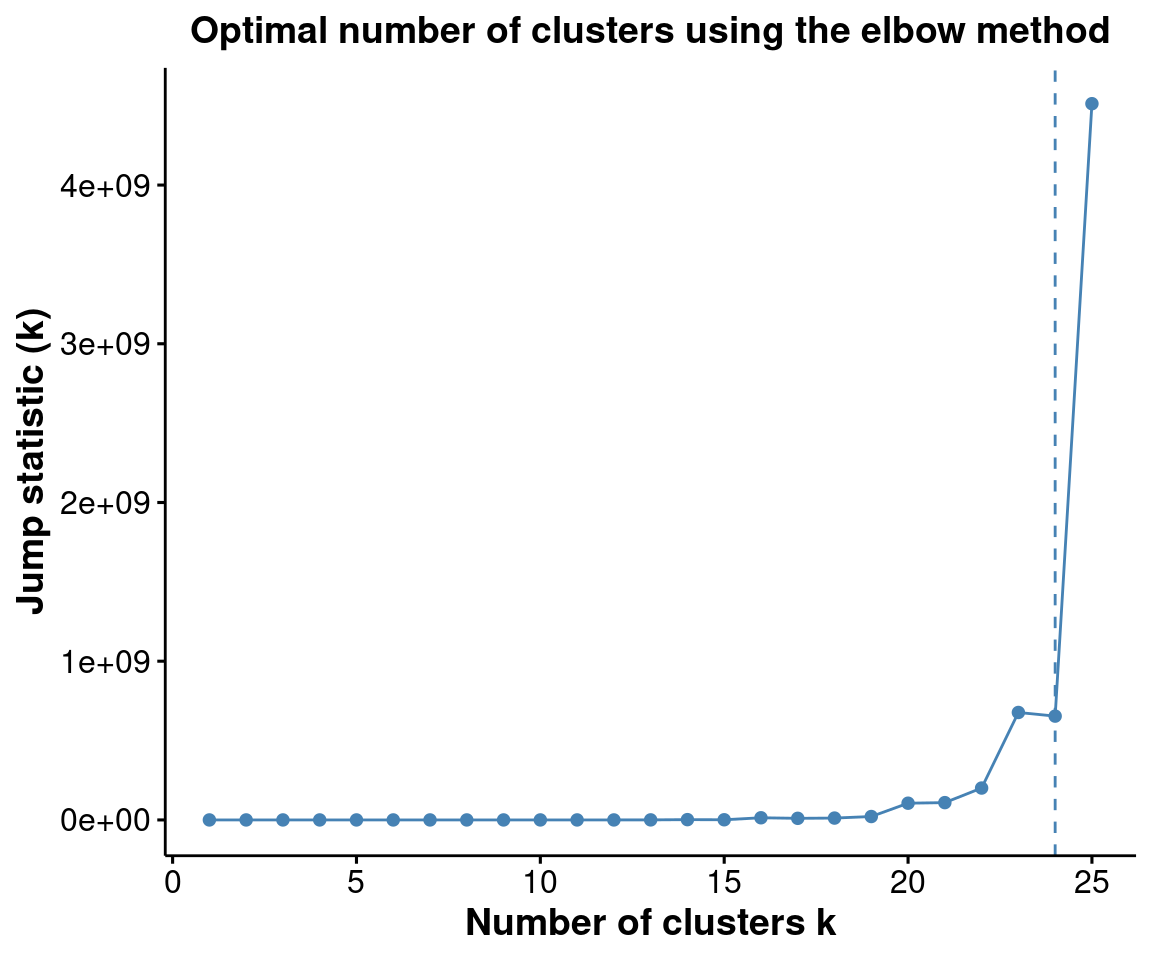 Optimal number of clusters using the elbow method
Jump statistic (k)
4e+09
3e+09
2e+09
1e+09
0e+00
0 5 10 15 20 25
Number of clusters k